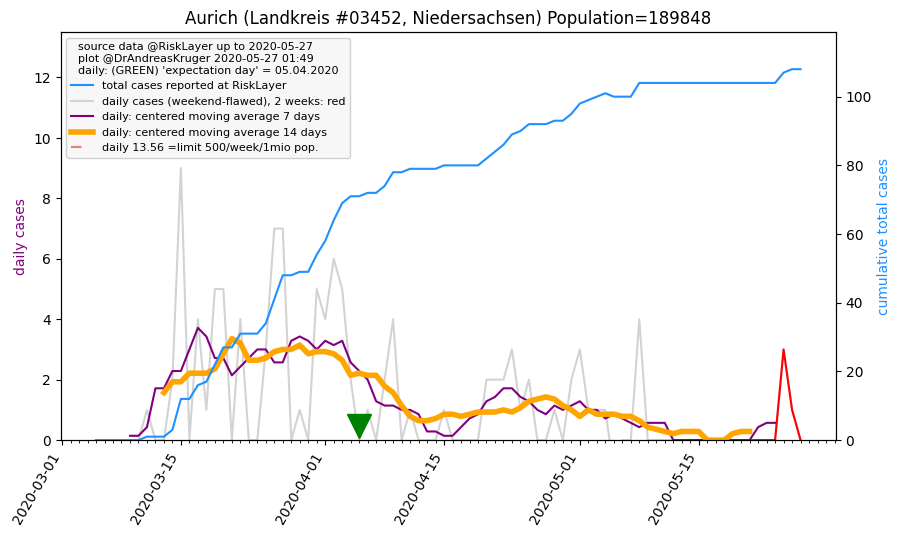 Aurich (Landkreis #03452, Niedersachsen) Population=189848
source data @RiskLayer up to 2020-05-27
plot @DrAndreasKruger 2020-05-27 01:49
daily: (GREEN) 'expectation day' = 05.04.2020
total cases reported at RiskLayer
daily cases (weekend-flawed), 2 weeks: red
daily: centered moving average 7 days
daily: centered moving average 14 days
daily 13.56 =limit 500/week/1mio pop.
daily cases
12
10
8
6
4
2
0
cumulative total cases
100
80
60
40
20
0
2020-03-01
2020-03-15
2020-04-01
2020-04-15
2020-05-01
2020-05-15